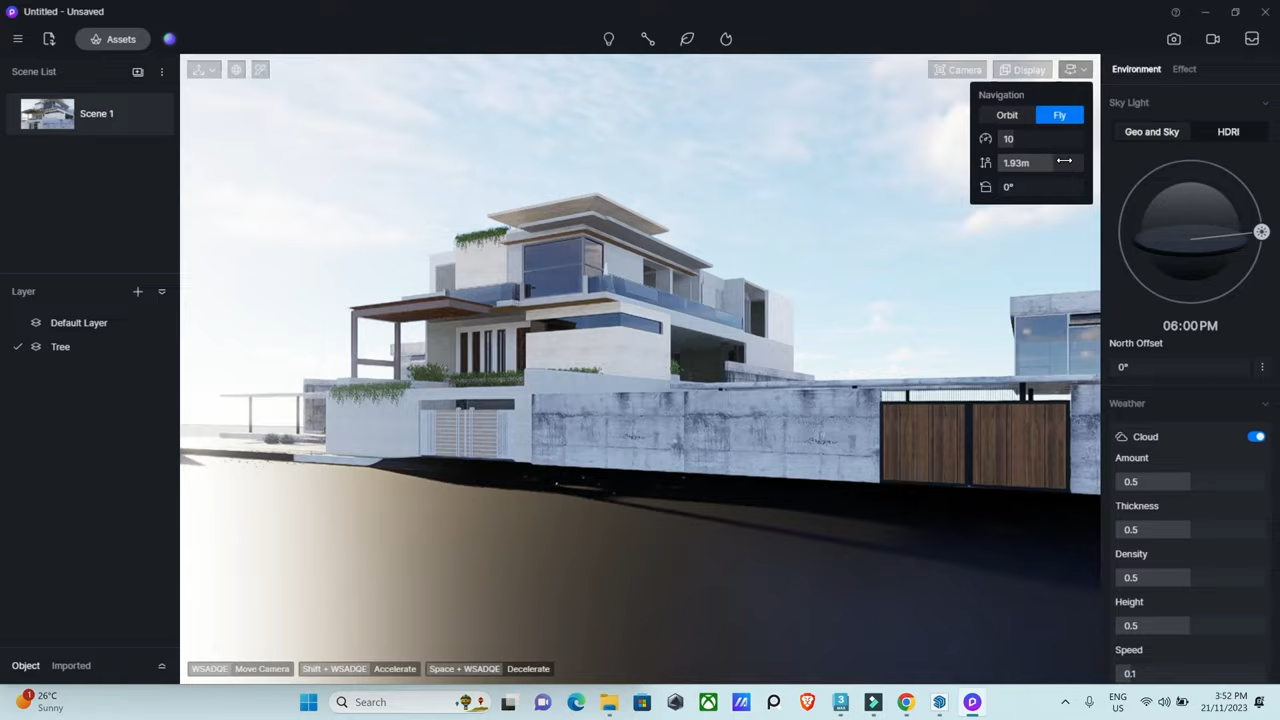 Untitled - Unsaved
Assets
Scene List
Scene 1
Camera
Display
Navigation
Orbit
Fly
10
1.93m
0°
Environment
Effect
Sky Light
Geo and Sky
HDRI
06:00 PM
North Offset
0°
Weather
Cloud
Amount
0.5
Thickness
0.5
Density
0.5
Height
0.5
Speed
0.1
Layer
Default Layer
Tree
Object
Imported
WSADQE Move Camera
Shift + WSADQE Accelerate
Space + WSADQE Decelerate
26°C
Sunny
1
Search
ENG
US
3:52 PM
21/11/2023